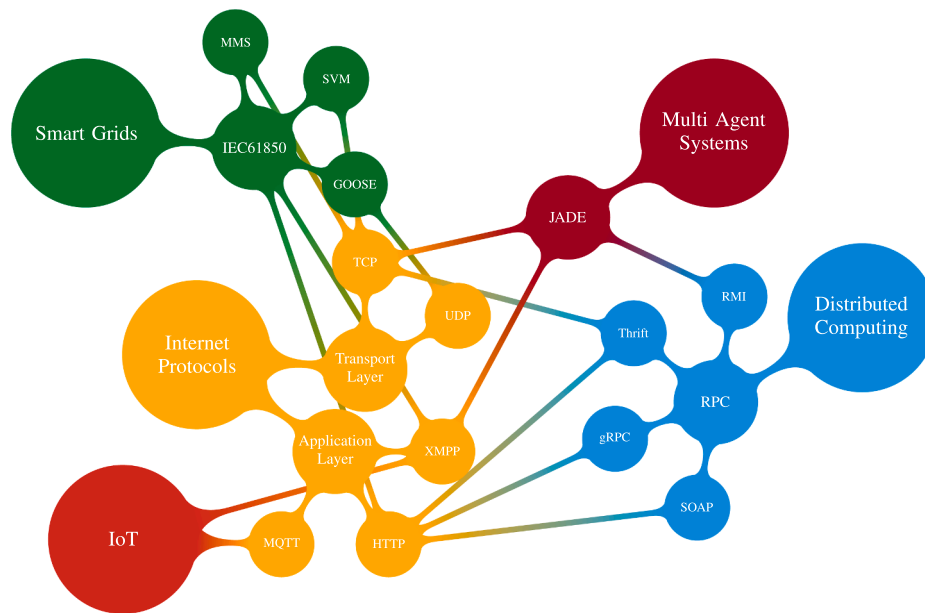 MMS
SVM
Smart Grids
IEC61850
GOOSE
Multi Agent
Systems
JADE
TCP
RMI
UDP
Thrift
Distributed
Computing
Internet
Protocols
Transport
Layer
RPC
gRPC
Application
Layer
XMPP
SOAP
IoT
MQTT
HTTP